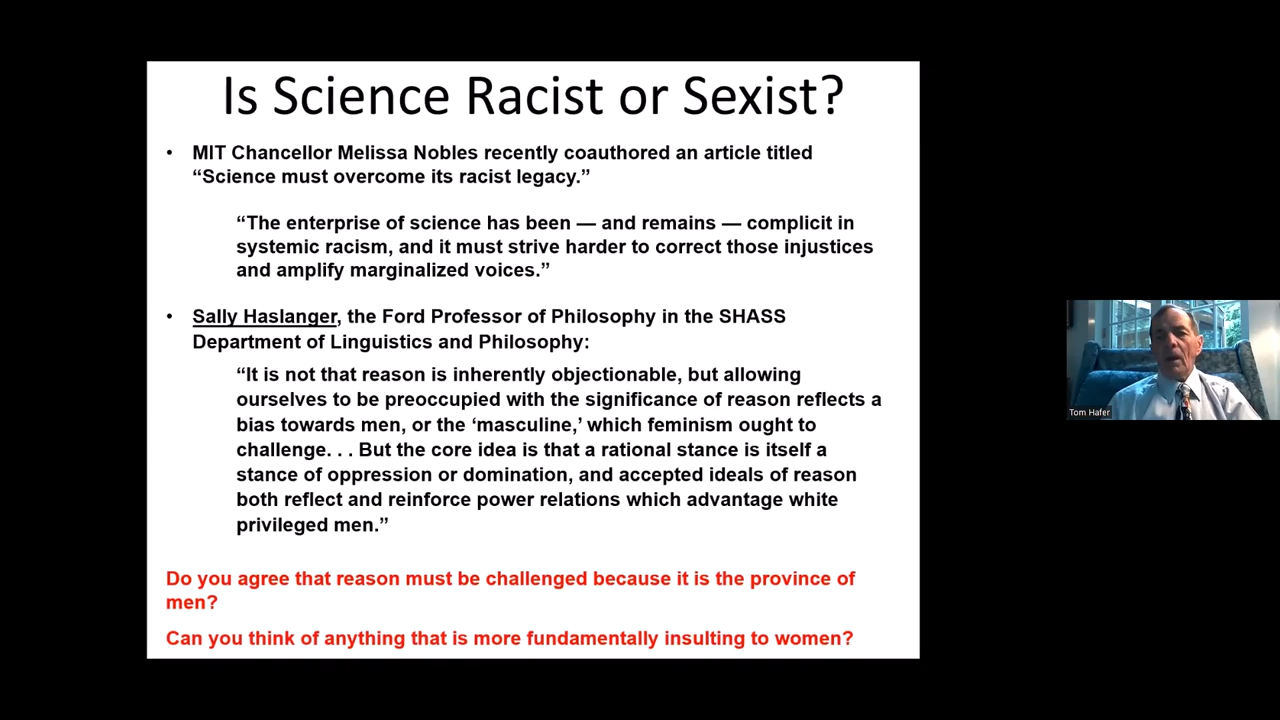 Is Science Racist or Sexist?
• MIT Chancellor Melissa Nobles recently coauthored an article titled
“Science must overcome its racist legacy.”
“The enterprise of science has been — and remains — complicit in
systemic racism, and it must strive harder to correct those injustices
and amplify marginalized voices.”
• Sally Haslanger, the Ford Professor of Philosophy in the SHASS
Department of Linguistics and Philosophy:
“It is not that reason is inherently objectionable, but allowing
ourselves to be preoccupied with the significance of reason reflects a
bias towards men, or the ‘masculine,’ which feminism ought to
challenge. . . But the core idea is that a rational stance is itself a
stance of oppression or domination, and accepted ideals of reason
both reflect and reinforce power relations which advantage white
privileged men.”
Do you agree that reason must be challenged because it is the province of
men?
Can you think of anything that is more fundamentally insulting to women?
Tom Hafer